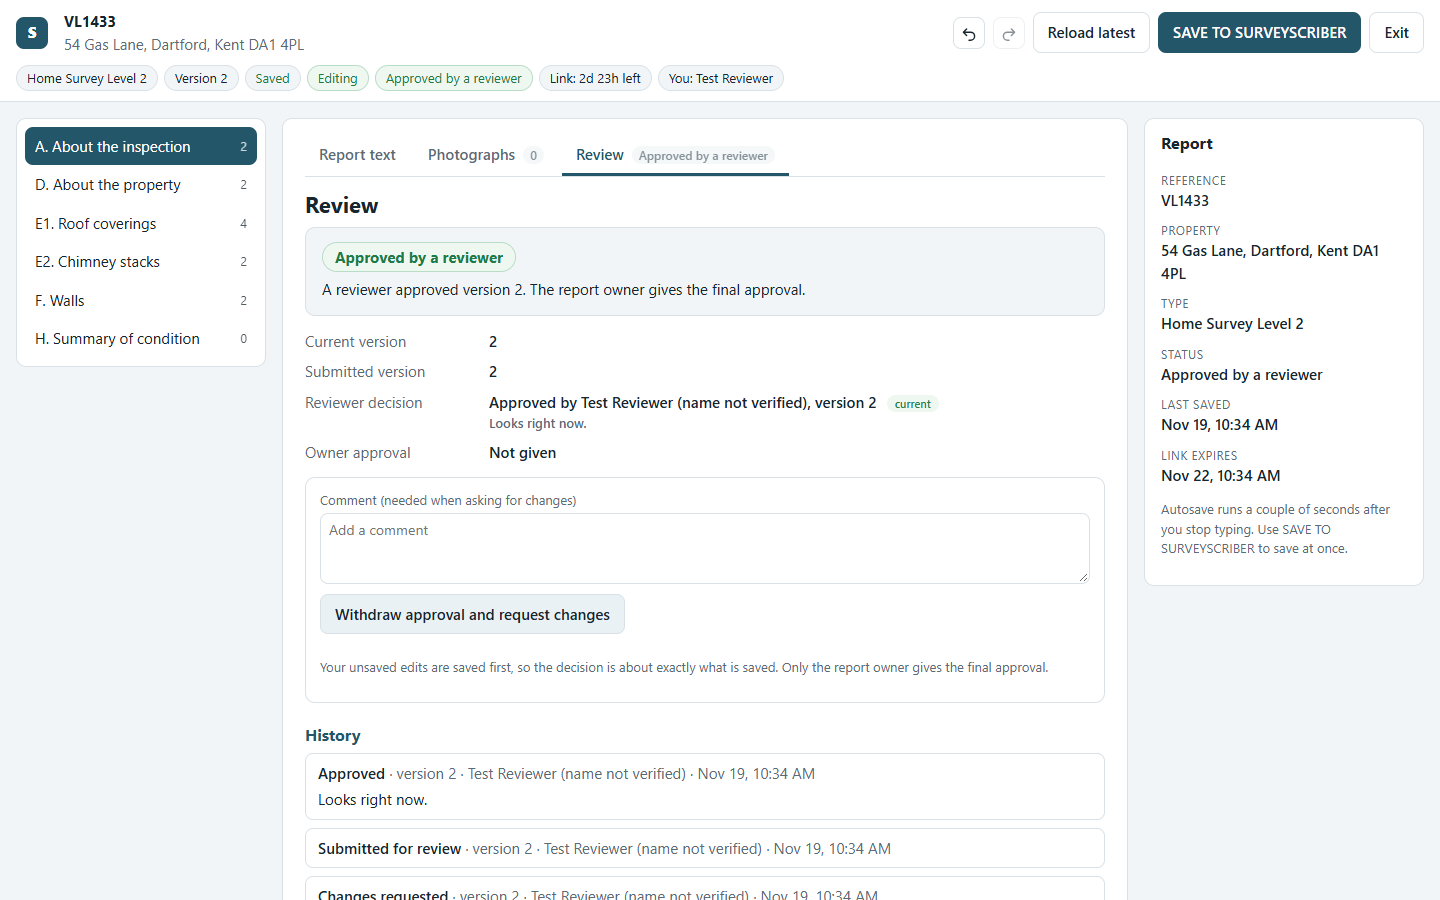 S
VL1433
54 Gas Lane, Dartford, Kent DA1 4PL
Reload latest
SAVE TO SURVEYSCRIBER
Exit
Home Survey Level 2
Version 2
Saved
Editing
Approved by a reviewer
Link: 2d 23h left
You: Test Reviewer
A. About the inspection 2
D. About the property 2
E1. Roof coverings 4
E2. Chimney stacks 2
F. Walls 2
H. Summary of condition 0
Report text
Photographs 0
Review Approved by a reviewer
Review
Approved by a reviewer
A reviewer approved version 2. The report owner gives the final approval.
Current version 2
Submitted version 2
Reviewer decision Approved by Test Reviewer (name not verified), version 2 current
Looks right now.
Owner approval Not given
Comment (needed when asking for changes)
Add a comment
Withdraw approval and request changes
Your unsaved edits are saved first, so the decision is about exactly what is saved. Only the report owner gives the final approval.
History
Approved · version 2 · Test Reviewer (name not verified) · Nov 19, 10:34 AM
Looks right now.
Submitted for review · version 2 · Test Reviewer (name not verified) · Nov 19, 10:34 AM
Changes requested · version 2 · Test Reviewer (name not verified) · Nov 19, 10:34 AM
Report
REFERENCE
VL1433
PROPERTY
54 Gas Lane, Dartford, Kent DA1
4PL
TYPE
Home Survey Level 2
STATUS
Approved by a reviewer
LAST SAVED
Nov 19, 10:34 AM
LINK EXPIRES
Nov 22, 10:34 AM
Autosave runs a couple of seconds after
you stop typing. Use SAVE TO
SURVEYSCRIBER to save at once.